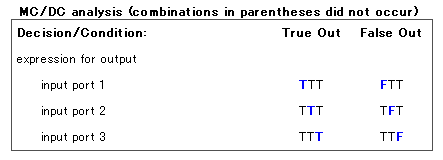 MC/DC analysis (combinations in parentheses did not occur)
Decision/Condition: True Out False Out
expression for output
input port 1 TTT FTT
input port 2 TTT TFT
input port 3 TTT TTF